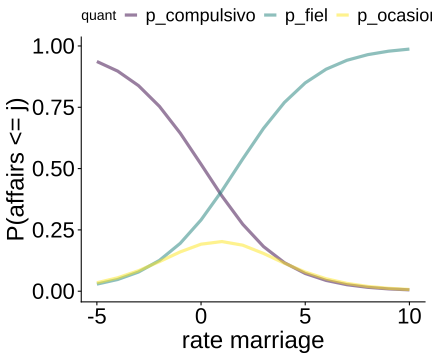 quant p_compulsivo p_fiel p_ocasion
1.00
0.75
0.50
0.25
0.00
P(affairs <= j)
-5 0 5 10
rate marriage